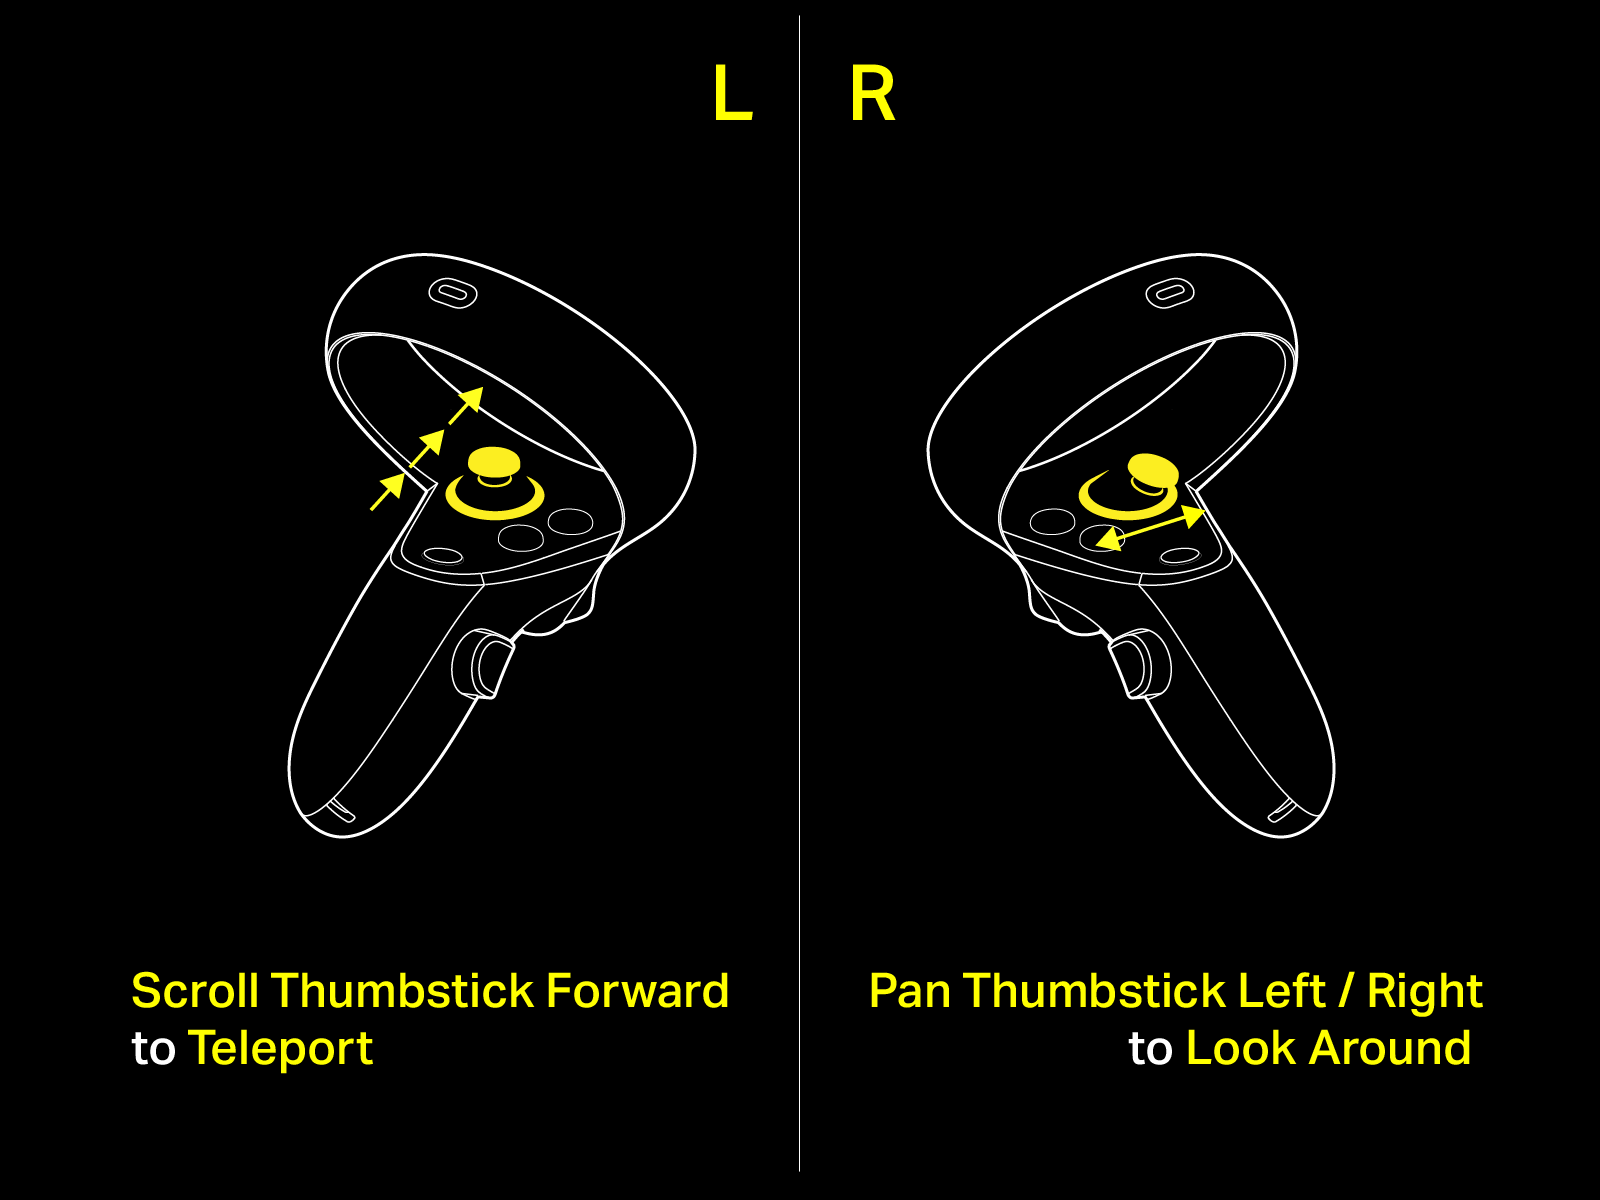 L
R
Scroll Thumbstick Forward
to Teleport
Pan Thumbstick Left / Right
to Look Around